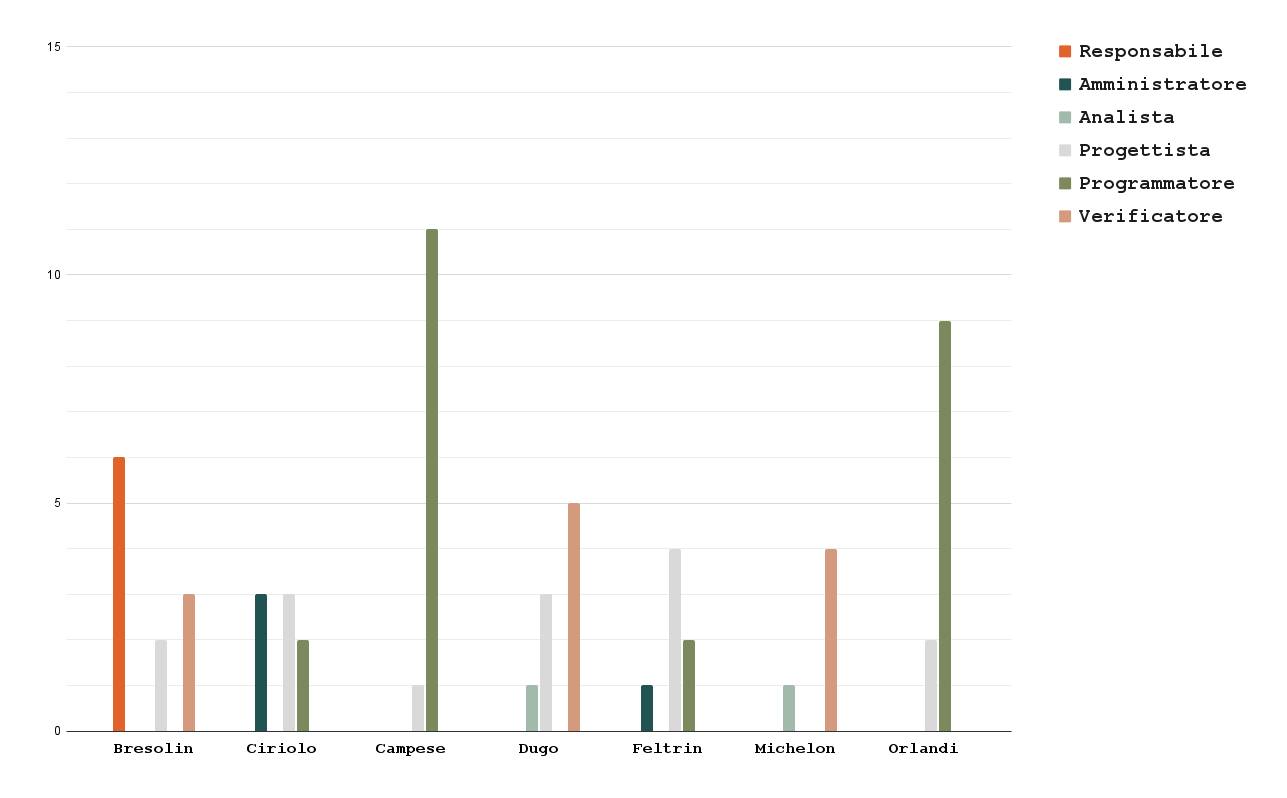 15
10
5
0
Bresolin Ciriolo Campese Dugo Feltrin Michelon Orlandi
Responsabile
Amministratore
Analista
Progettista
Programmatore
Verificatore